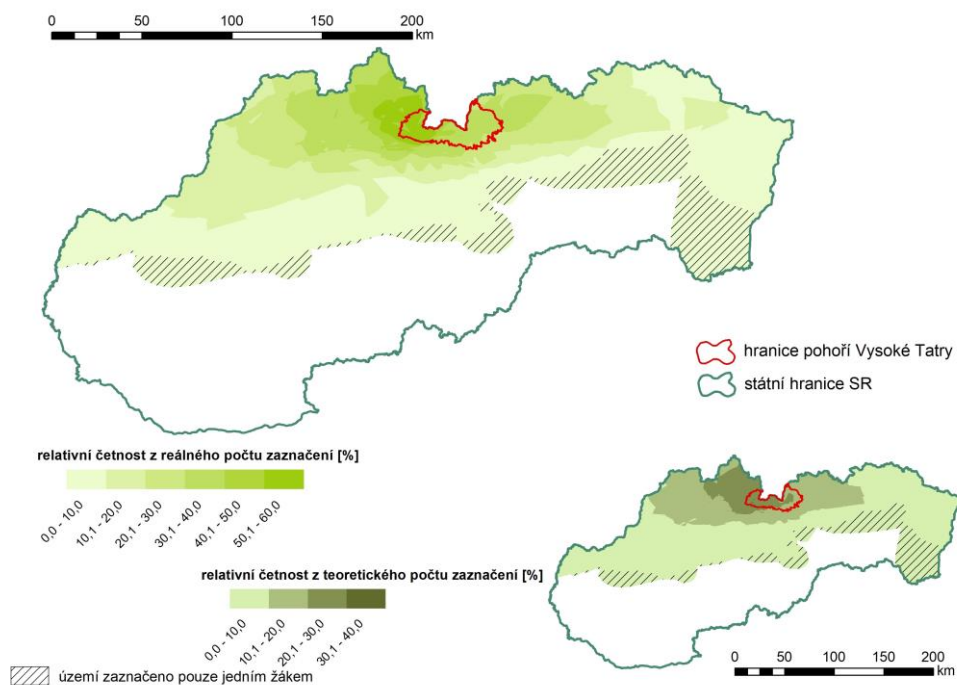 0 50 100 200
km
hranice pohoří Vysoké Tatry
státní hranice SR
relativní četnost z reálného počtu zaznačení [%]
0,0 - 10,0
10,1 - 20,0
20,1 - 30,0
30,1 - 40,0
40,1 - 50,0
50,1 - 60,0
relativní četnost z teoretického počtu zaznačení [%]
0,0 - 10,0
10,1 - 20,0
20,1 - 30,0
30,1 - 40,0
území zaznačeno pouze jedním žákem
0 50 100 150 200
km